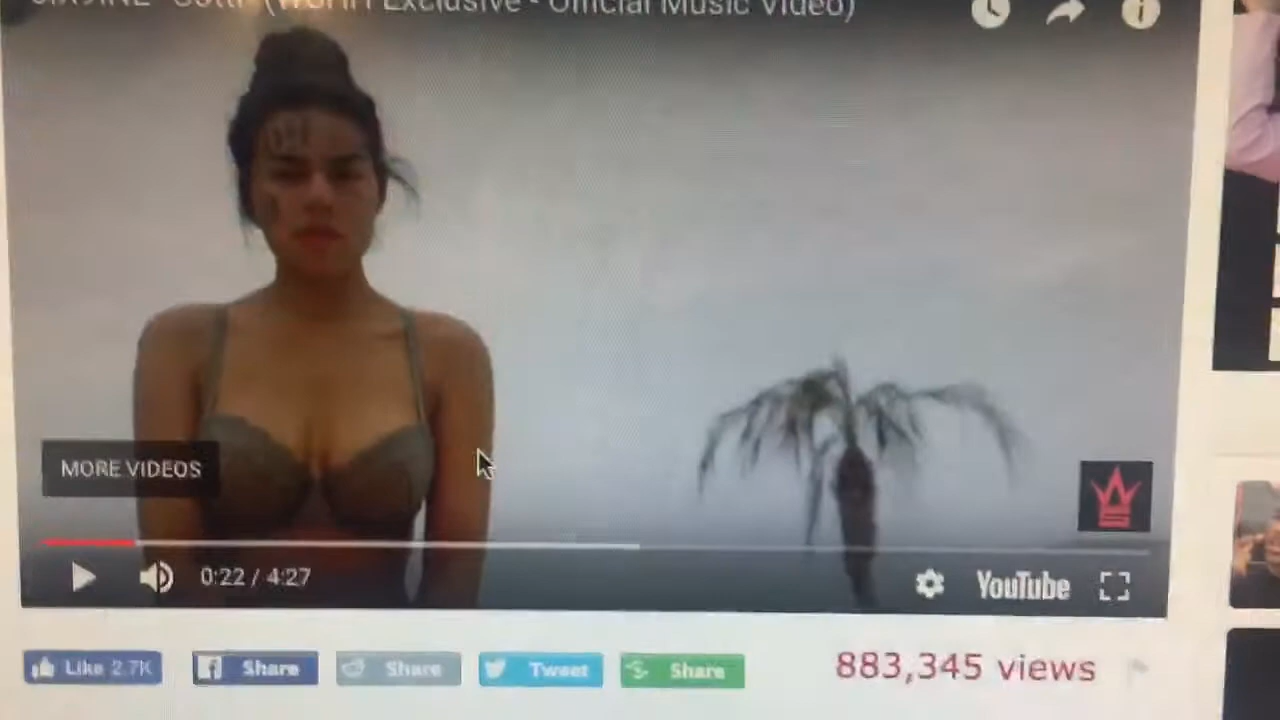 (WSHH Exclusive - Official Music Video)
MORE VIDEOS
0:22 / 4:27
YouTube
Like 2.7K
Share
Share
Tweet
Share
883,345 views